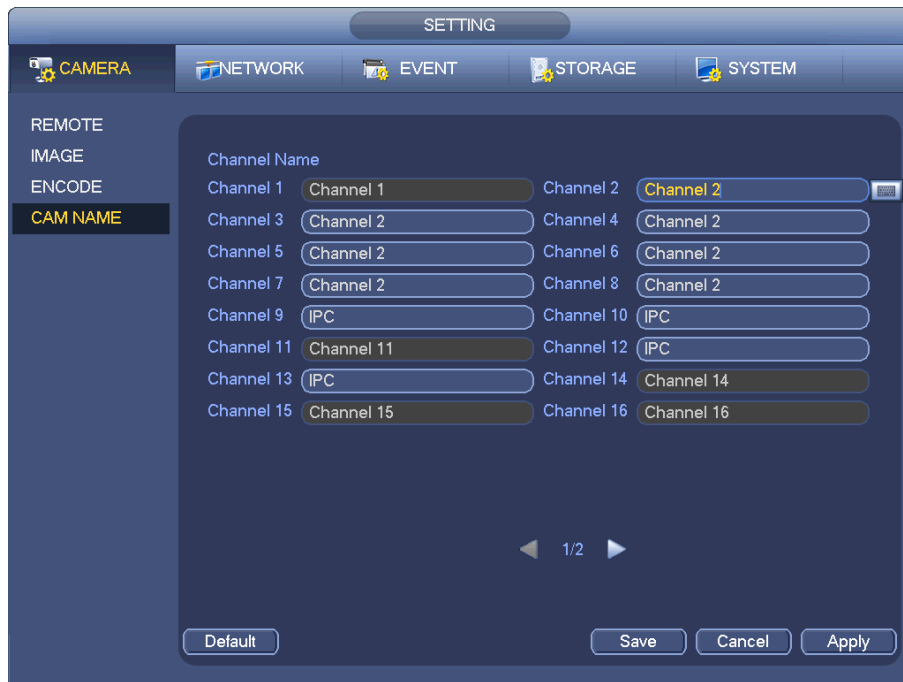 SETTING
CAMERA NETWORK EVENT STORAGE SYSTEM
REMOTE
IMAGE
ENCODE
CAM NAME
Channel Name
Channel 1 Channel 1 Channel 2 Channel 2
Channel 3 Channel 2 Channel 4 Channel 2
Channel 5 Channel 2 Channel 6 Channel 2
Channel 7 Channel 2 Channel 8 Channel 2
Channel 9 IPC Channel 10 IPC
Channel 11 Channel 11 Channel 12 IPC
Channel 13 IPC Channel 14 Channel 14
Channel 15 Channel 15 Channel 16 Channel 16
1/2
Default Save Cancel Apply